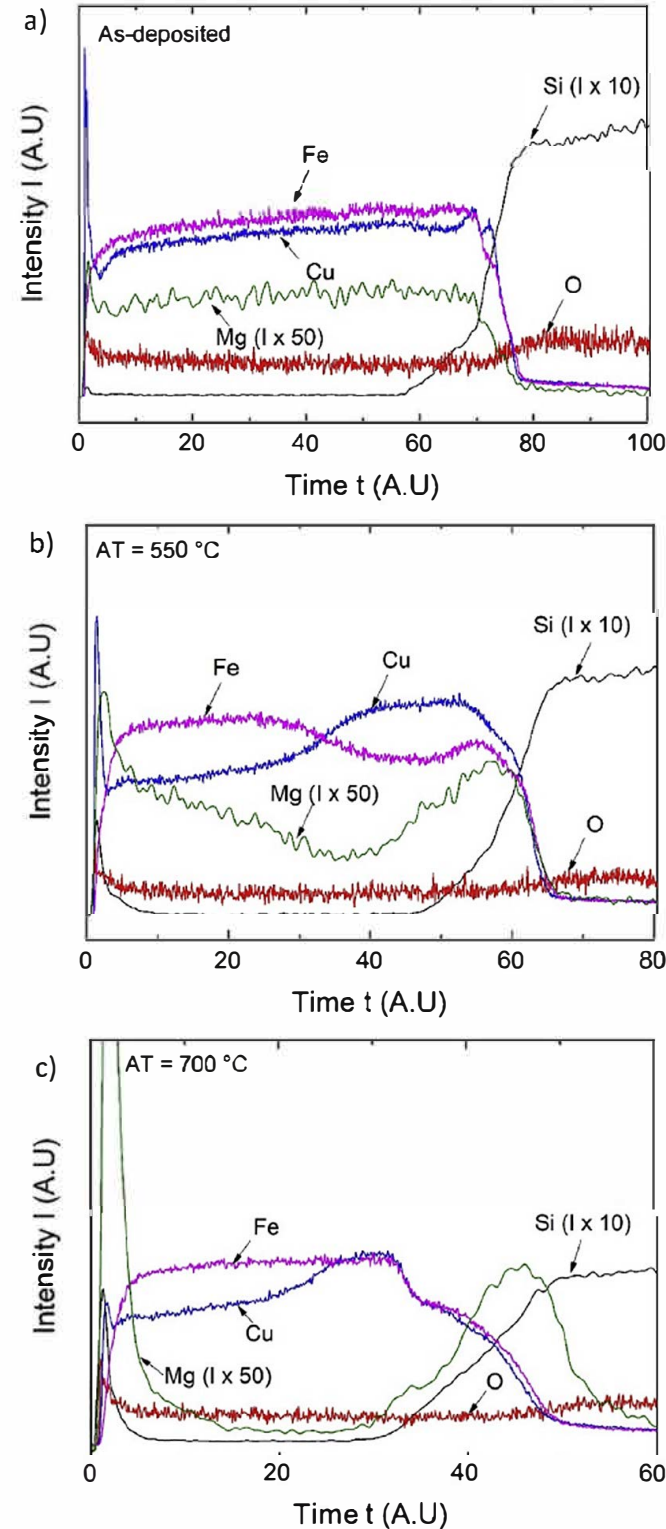 a)
As-deposited
Si (I x 10)
Fe
Cu
Mg (I x 50)
O
Intensity I (A.U)
0 20 40 60 80 100
Time t (A.U)
b)
AT = 550 °C
Si (I x 10)
Fe
Cu
Mg (I x 50)
O
Intensity I (A.U)
0 20 40 60 80
Time t (A.U)
c)
AT = 700 °C
Fe
Si (I x 10)
Cu
Mg (I x 50)
O
Intensity I (A.U)
0 20 40 60
Time t (A.U)